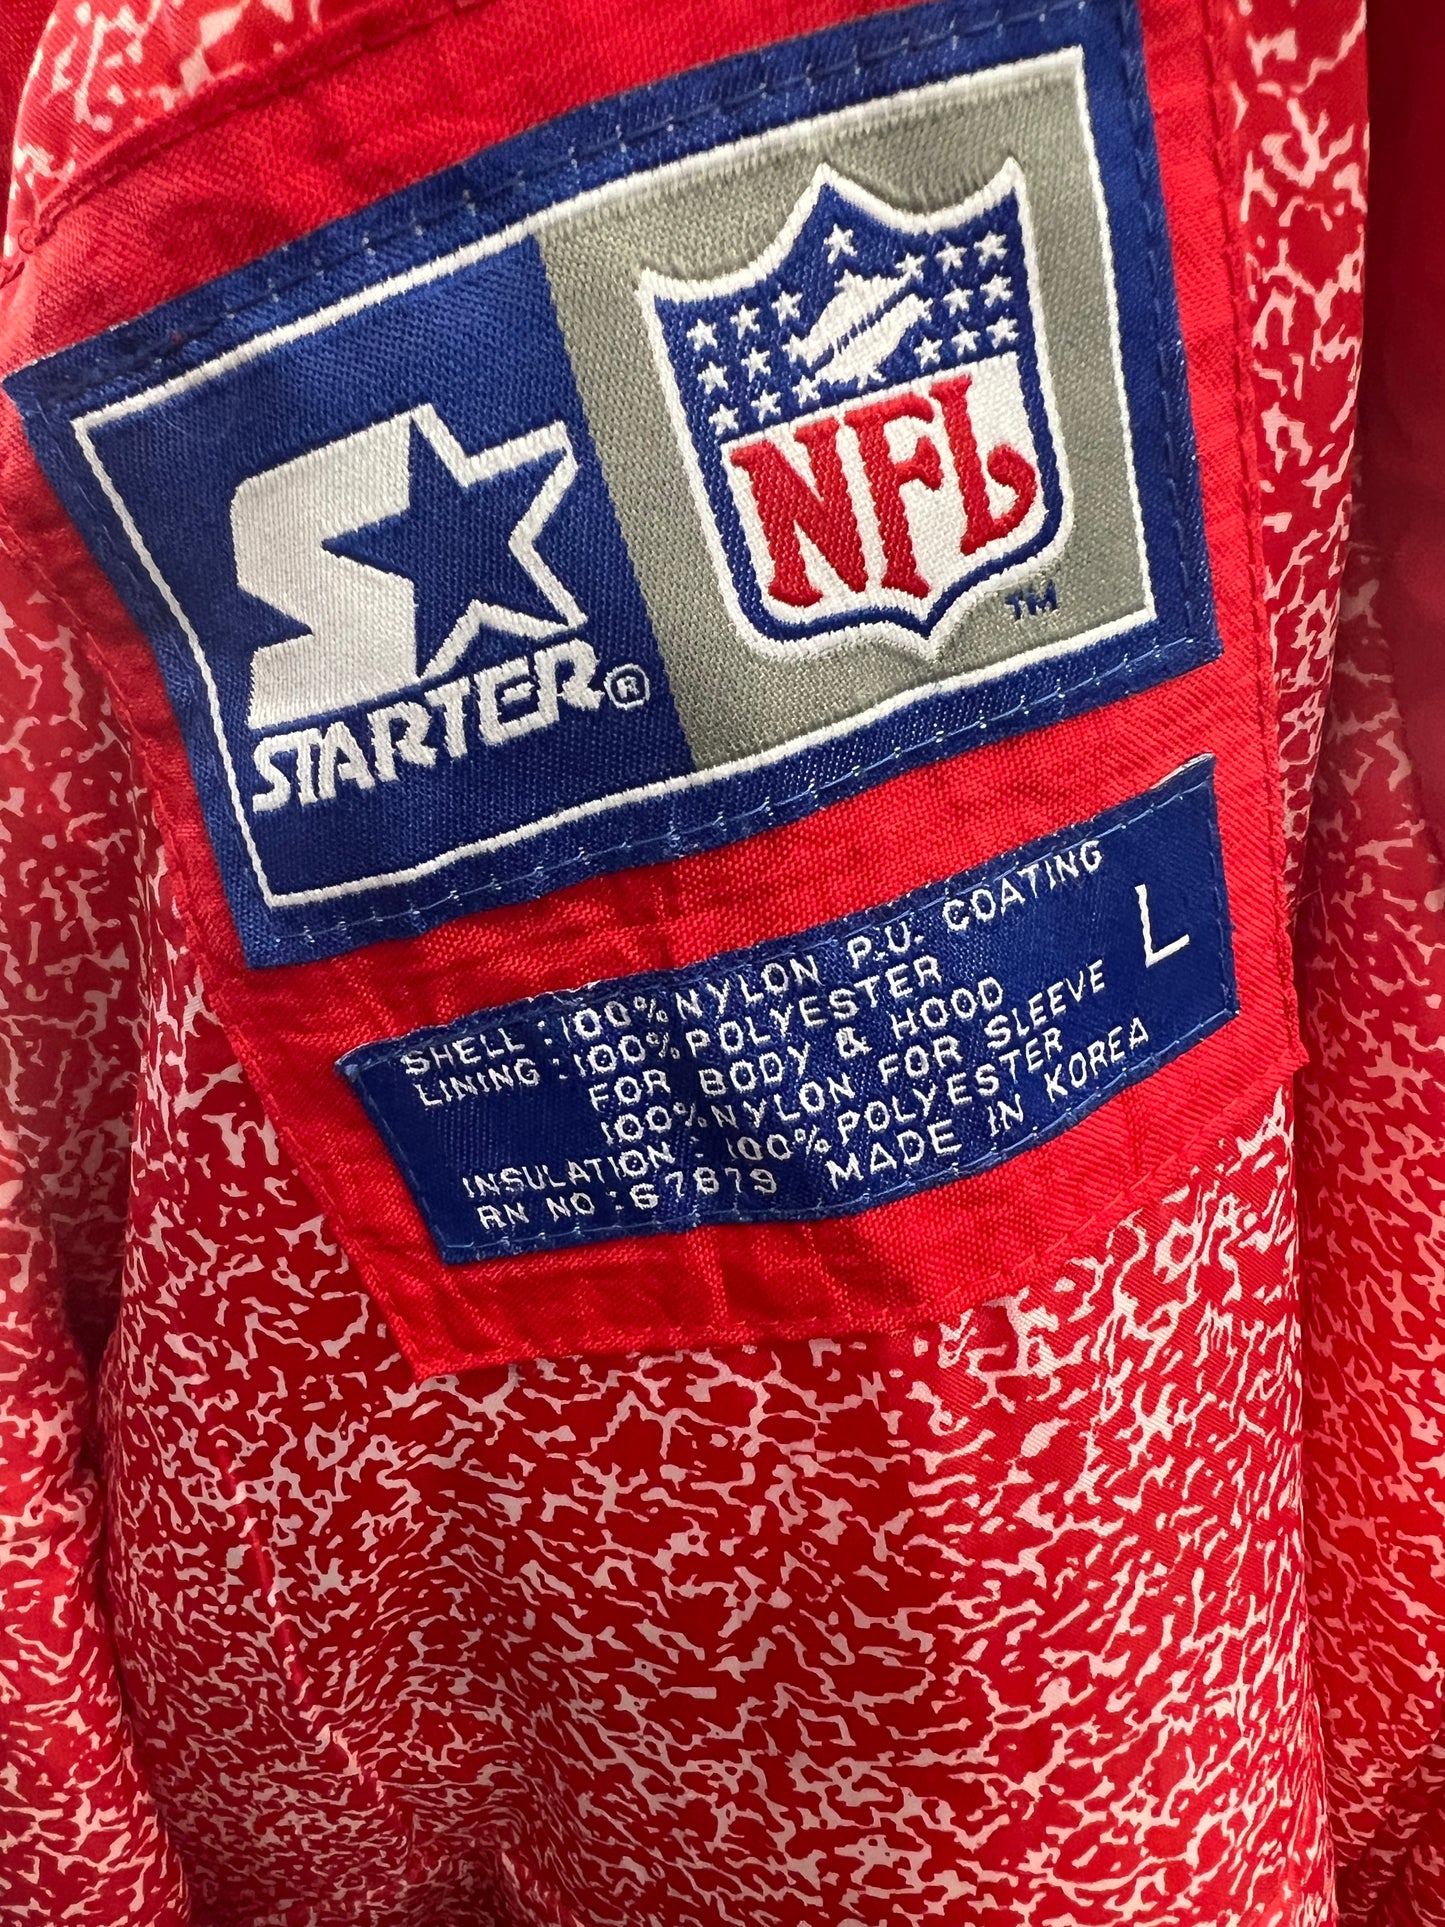 STARTER®
NFL
TM
SHELL : 100% NYLON P.U. COATING
LINING : 100% POLYESTER
FOR BODY & HOOD
100% NYLON FOR SLEEVE
INSULATION : 100% POLYESTER
RN NO : 67879 MADE IN KOREA
L